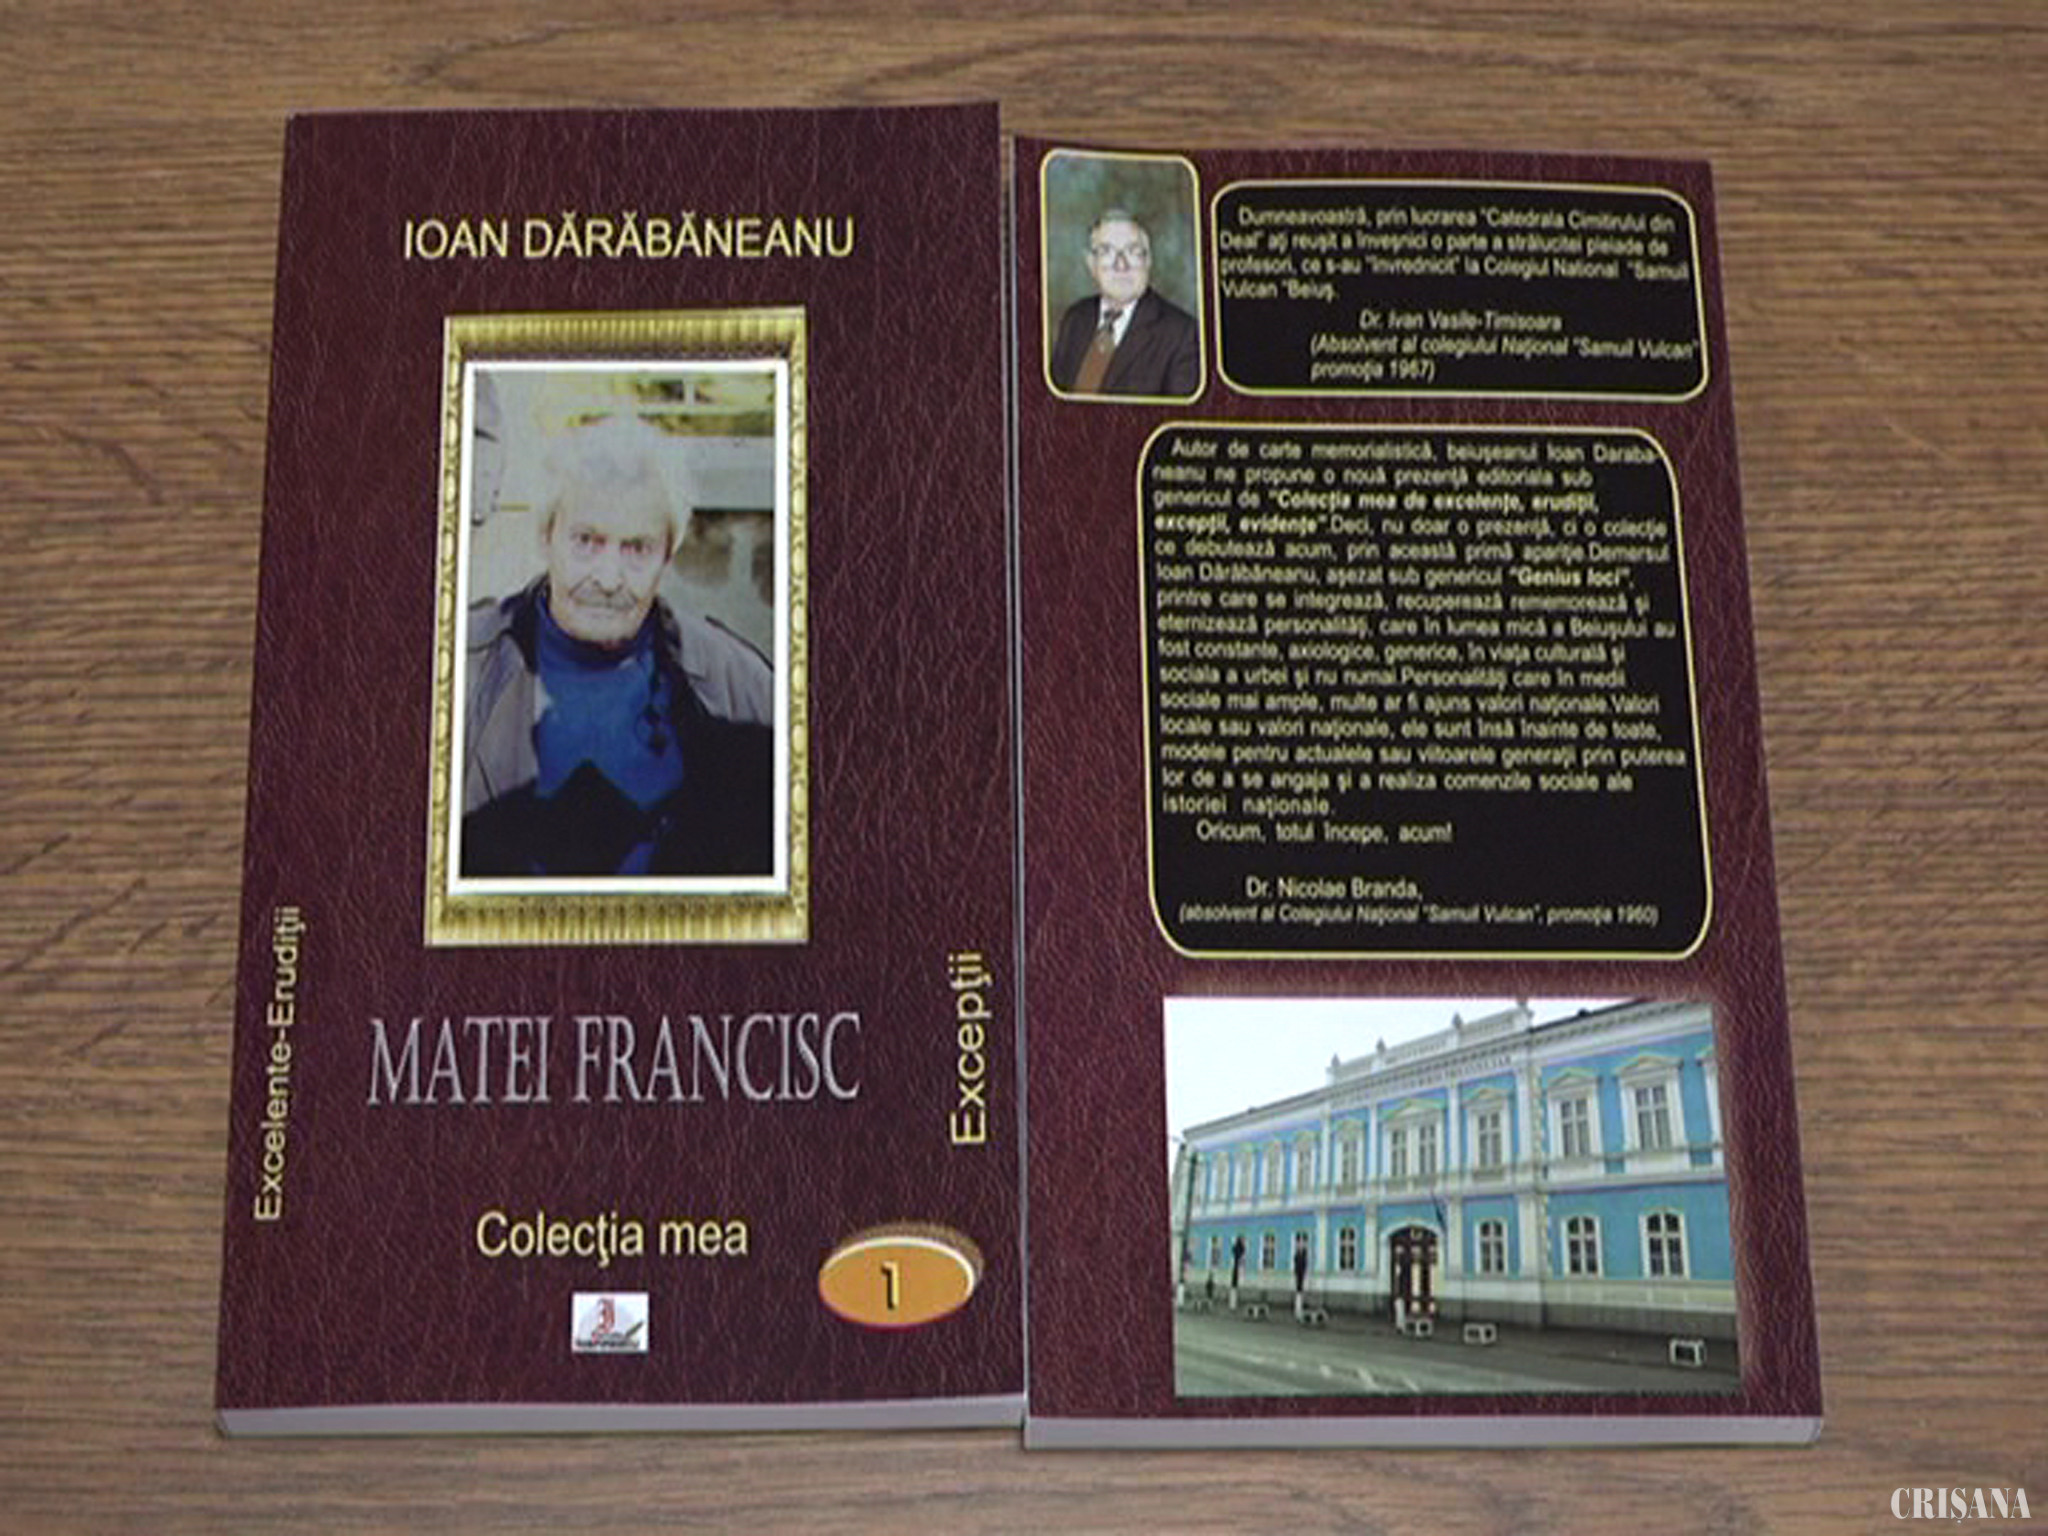 IOAN DĂRĂBĂNEANU
MATEI FRANCISC
Excelente-Erudiţii
Excepţii
Colecţia mea
1
Dumneavoastră, prin lucrarea "Catedrala Cimitirului din
Deal" aţi reuşit a înveşnici o parte a strălucitei pleiade de
profesori, ce s-au "învrednicit" la Colegiul National "Samuil
Vulcan "Beiuş.
Dr. Ivan Vasile-Timisoara
(Absolvent al colegiului Naţional "Samuil Vulcan"
promoţia 1967)
Autor de carte memorialistică, beiuşeanul Ioan Daraba-
neanu ne propune o nouă prezenţă editoriala sub
genericul de "Colecţia mea de excelenţe, erudiţii,
excepţii, evidenţe".Deci, nu doar o prezenţă, ci o colecţie
ce debutează acum, prin această primă apariţie.Demersul
Ioan Dărăbăneanu, aşezat sub genericul "Genius loci",
printre care se integrează, recuperează rememorează şi
eternizează personalităţi, care în lumea mică a Beiuşului au
fost constante, axiologice, generice, în viaţa culturală şi
sociala a urbei şi nu numai.Personalităţi care în medii
sociale mai ample, multe ar fi ajuns valori naţionale.Valori
locale sau valori naţionale, ele sunt însă înainte de toate,
modele pentru actualele sau viitoarele generaţii prin puterea
lor de a se angaja şi a realiza comenzile sociale ale
istoriei naţionale.
Oricum, totul începe, acum!
Dr. Nicolae Branda,
(absolvent al Colegiului Naţional "Samuil Vulcan", promoţia 1960)
CRIȘANA